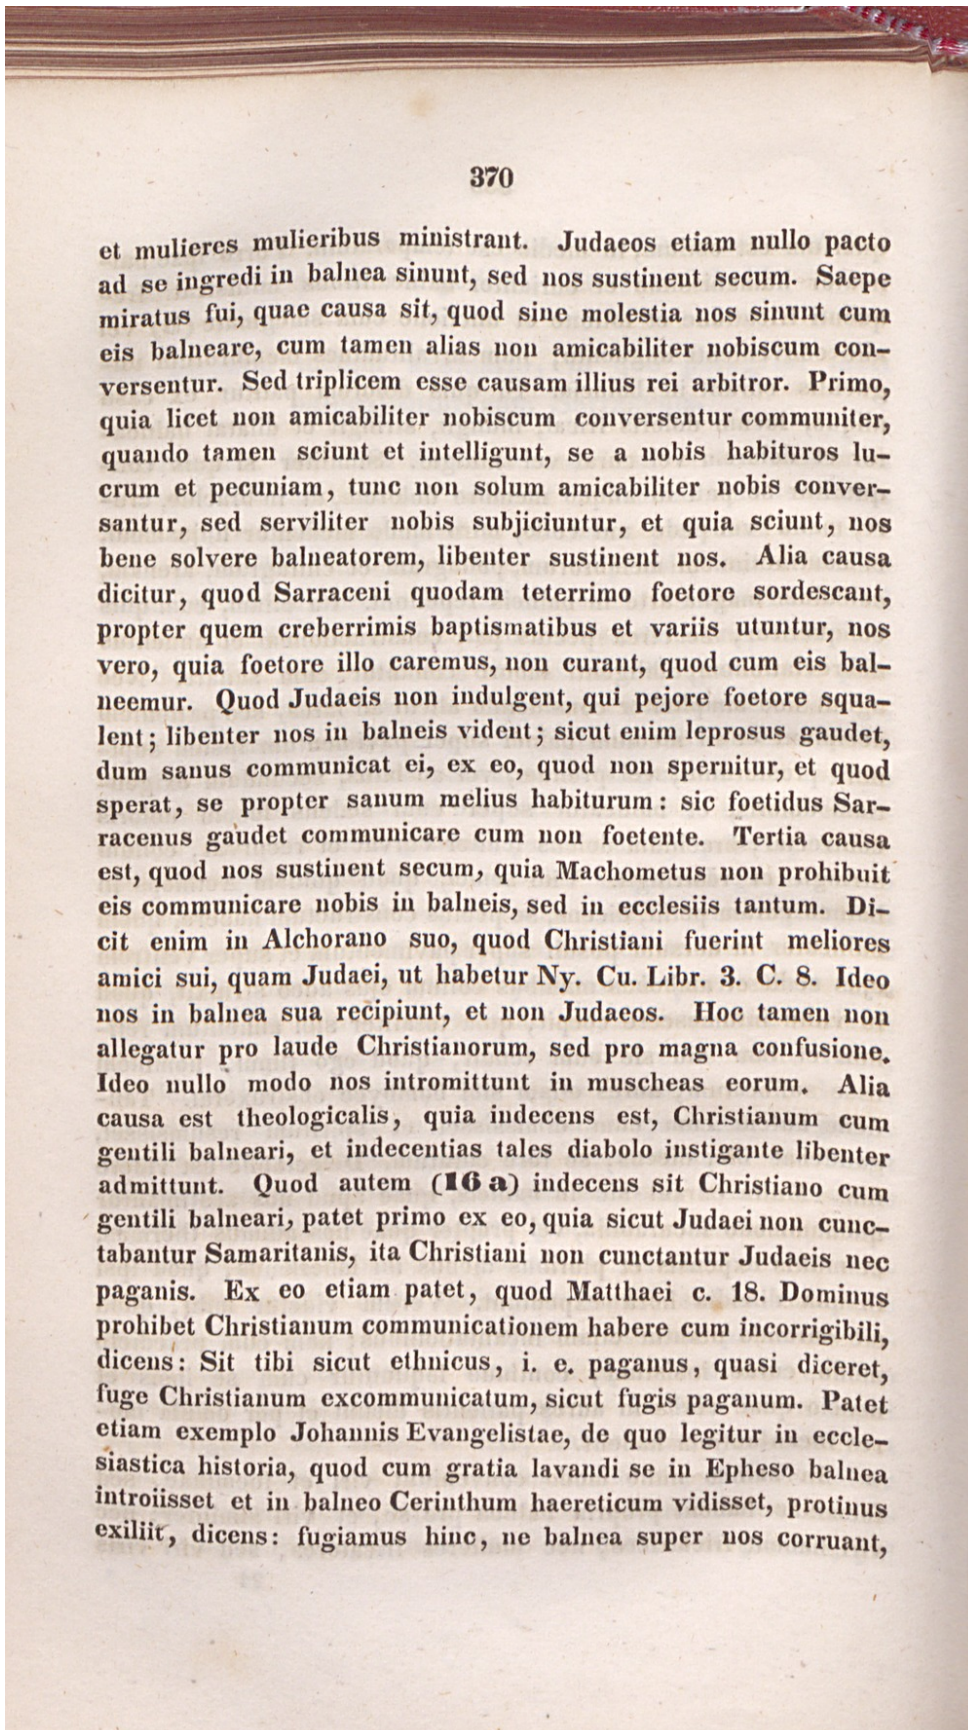 370
et mulieres mulieribus ministrant. Judaeos etiam nullo pacto
ad se ingredi in balnea sinunt, sed nos sustinent secum. Saepe
miratus fui, quae causa sit, quod sine molestia nos sinunt cum
eis balneare, cum tamen alias non amicabiliter nobiscum con-
versentur. Sed triplicem esse causam illius rei arbitror. Primo,
quia licet non amicabiliter nobiscum conversentur communiter,
quando tamen sciunt et intelligunt, se a nobis habituros lu-
crum et pecuniam, tunc non solum amicabiliter nobis conver-
santur, sed serviliter nobis subjiciuntur, et quia sciunt, nos
bene solvere balneatorem, libenter sustinent nos. Alia causa
dicitur, quod Sarraceni quodam teterrimo foetore sordescant,
propter quem creberrimis baptismatibus et variis utuntur, nos
vero, quia foetore illo caremus, non curant, quod cum eis bal-
neemur. Quod Judaeis non indulgent, qui pejore foetore squa-
lent; libenter nos in balneis vident; sicut enim leprosus gaudet,
dum sanus communicat ei, ex eo, quod non spernitur, et quod
sperat, se propter sanum melius habiturum: sic foetidus Sar-
racenus gaudet communicare cum non foetente. Tertia causa
est, quod nos sustinent secum, quia Machometus non prohibuit
eis communicare nobis in balneis, sed in ecclesiis tantum. Di-
cit enim in Alchorano suo, quod Christiani fuerint meliores
amici sui, quam Judaei, ut habetur Ny. Cu. Libr. 3. C. 8. Ideo
nos in balnea sua recipiunt, et non Judaeos. Hoc tamen non
allegatur pro laude Christianorum, sed pro magna confusione.
Ideo nullo modo nos intromittunt in muscheas eorum. Alia
causa est theologicalis, quia indecens est, Christianum cum
gentili balneari, et indecentias tales diabolo instigante libenter
admittunt. Quod autem (16 a) indecens sit Christiano cum
gentili balneari, patet primo ex eo, quia sicut Judaei non cunc-
tabantur Samaritanis, ita Christiani non cunctantur Judaeis nec
paganis. Ex eo etiam patet, quod Matthaei c. 18. Dominus
prohibet Christianum communicationem habere cum incorrigibili,
dicens: Sit tibi sicut ethnicus, i. e. paganus, quasi diceret,
fuge Christianum excommunicatum, sicut fugis paganum. Patet
etiam exemplo Johannis Evangelistae, de quo legitur in eccle-
siastica historia, quod cum gratia lavandi se in Epheso balnea
introiisset et in balneo Cerinthum haereticum vidisset, protinus
exiliit, dicens: fugiamus hinc, ne balnea super nos corruant,